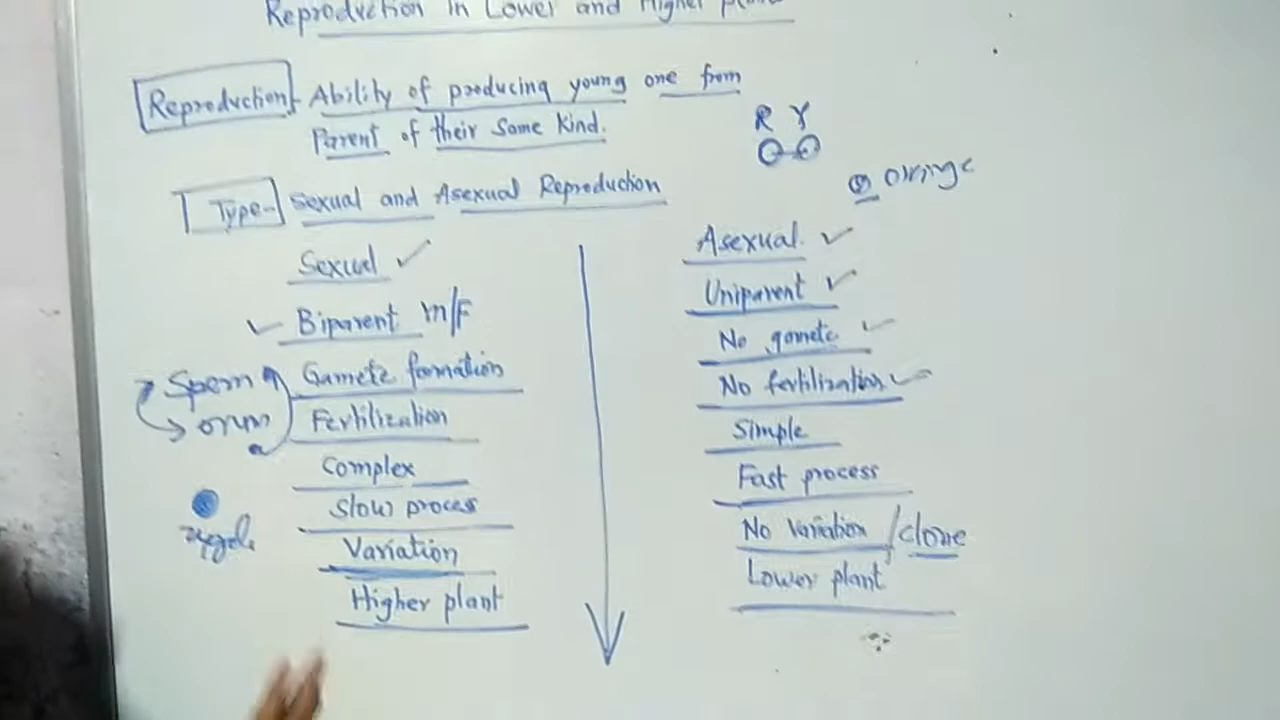 Reproduction in Lower and Higher plant
Reproduction- Ability of producing young one from
Parent of their Same Kind.
R Y
orange
Type- Sexual and Asexual Reproduction
Sexual ✓
Biparent m/F
Sperm
Gamete formation
ovum
Fertilization
Complex
Slow process
Variation
Higher plant
Asexual. ✓
Uniparent ✓
No gamete ✓
No fertilization ✓
Simple
Fast process
No Variation / clone
Lower plant